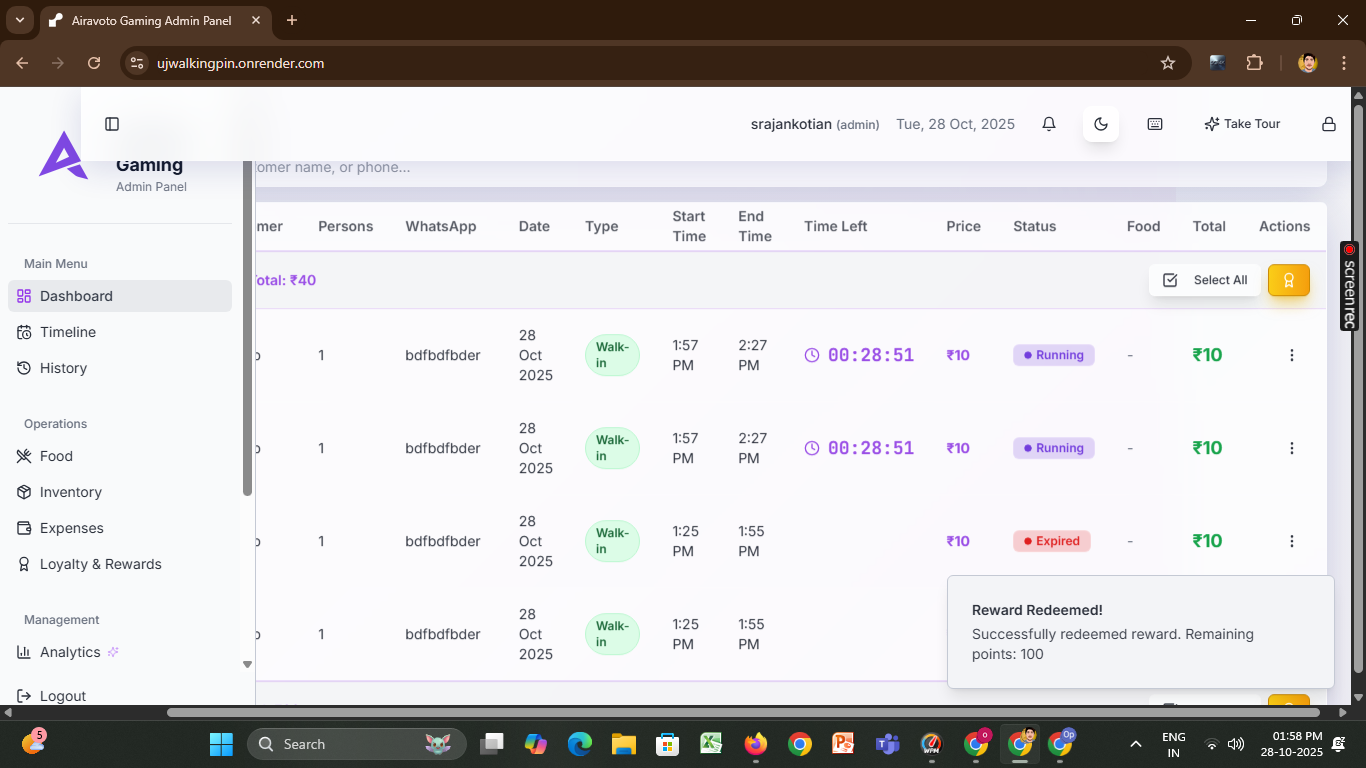 Airavoto Gaming Admin Panel
ujwalkingpin.onrender.com
Gaming
Admin Panel
srajankotian (admin)
Tue, 28 Oct, 2025
Take Tour
omer name, or phone...
Main Menu
Dashboard
Timeline
History
Operations
Food
Inventory
Expenses
Loyalty & Rewards
Management
Analytics
Logout
mer Persons WhatsApp Date Type Start Time End Time Time Left Price Status Food Total Actions
Total: ₹40
Select All
1 bdfbdfbder 28 Oct 2025 Walk-in 1:57 PM 2:27 PM 00:28:51 ₹10 Running - ₹10
1 bdfbdfbder 28 Oct 2025 Walk-in 1:57 PM 2:27 PM 00:28:51 ₹10 Running - ₹10
1 bdfbdfbder 28 Oct 2025 Walk-in 1:25 PM 1:55 PM ₹10 Expired - ₹10
1 bdfbdfbder 28 Oct 2025 Walk-in 1:25 PM 1:55 PM
Reward Redeemed!
Successfully redeemed reward. Remaining
points: 100
screenrec
5
Search
WPM
Op
ENG
IN
01:58 PM
28-10-2025